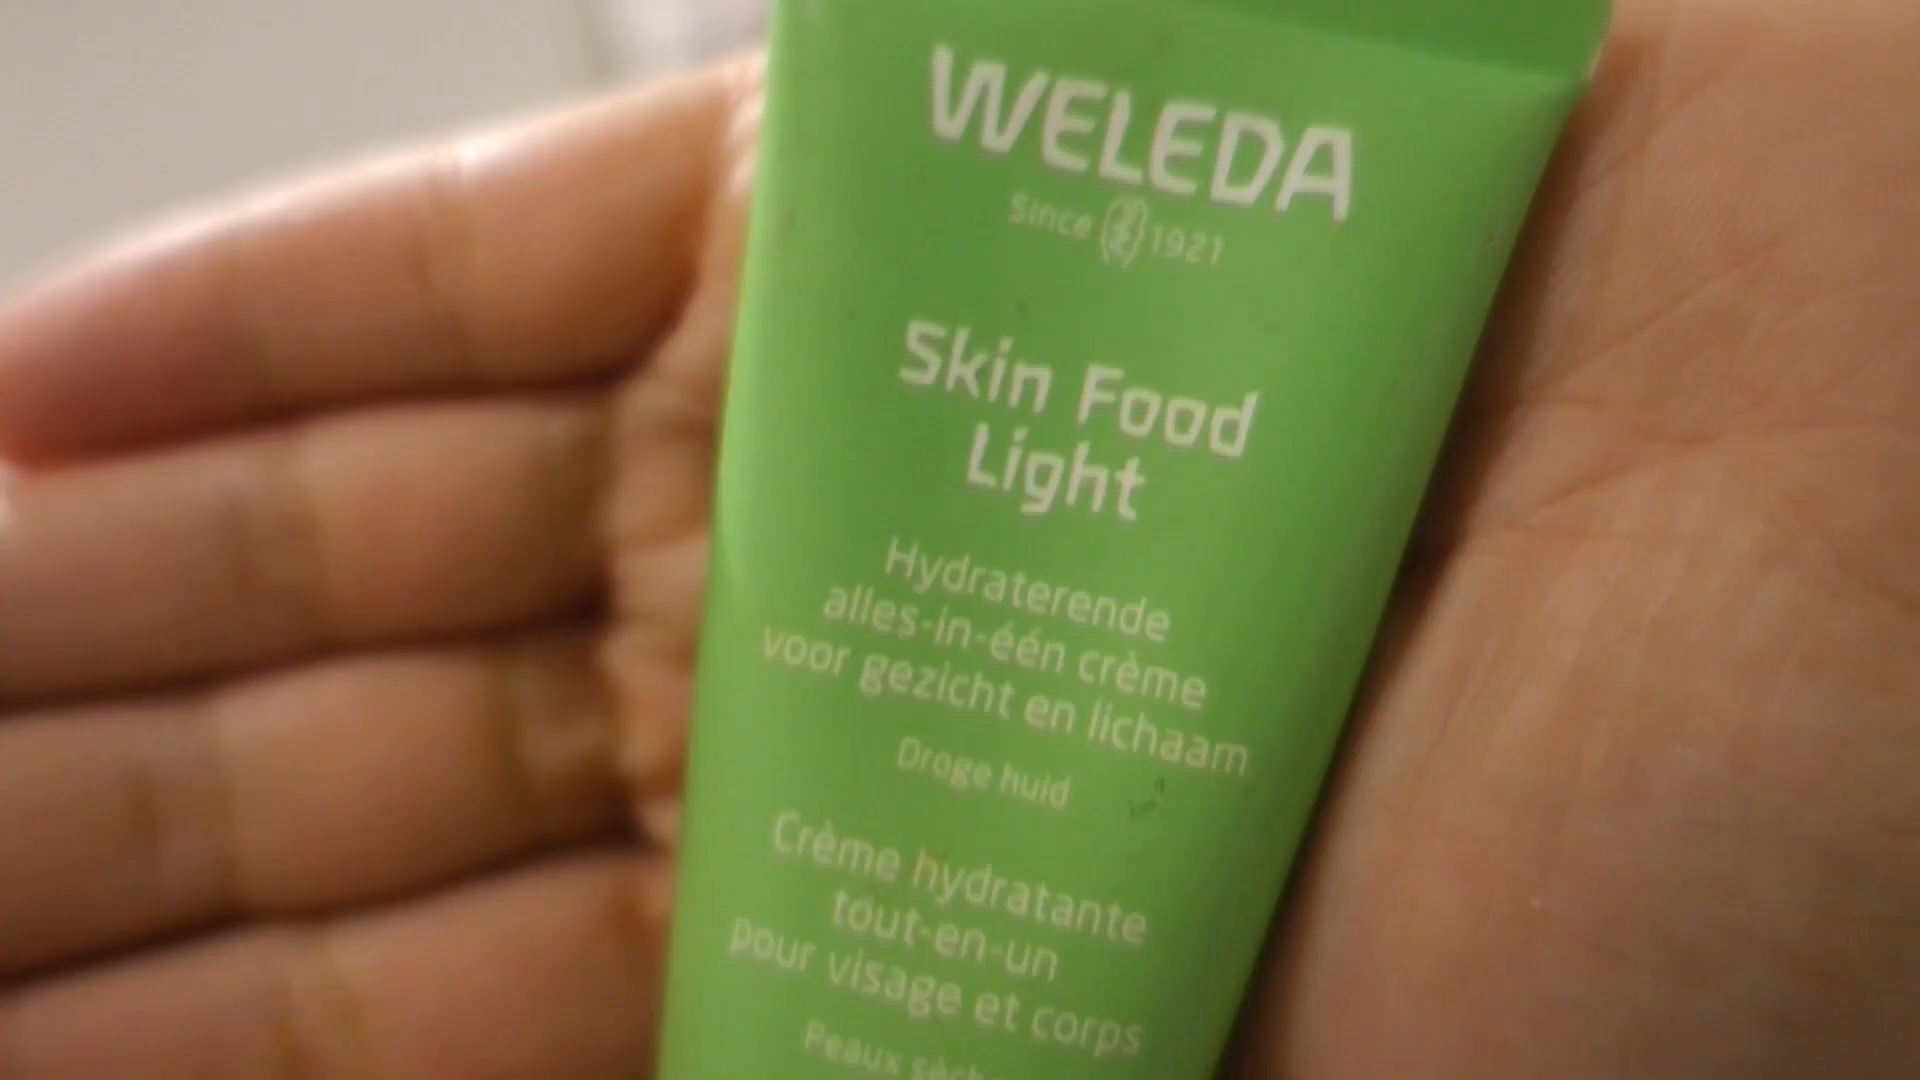 WELEDA
Since 1921
Skin Food
Light
Hydraterende
alles-in-één crème
voor gezicht en lichaam
Droge huid
Crème hydratante
tout-en-un
pour visage et corps
Peaux